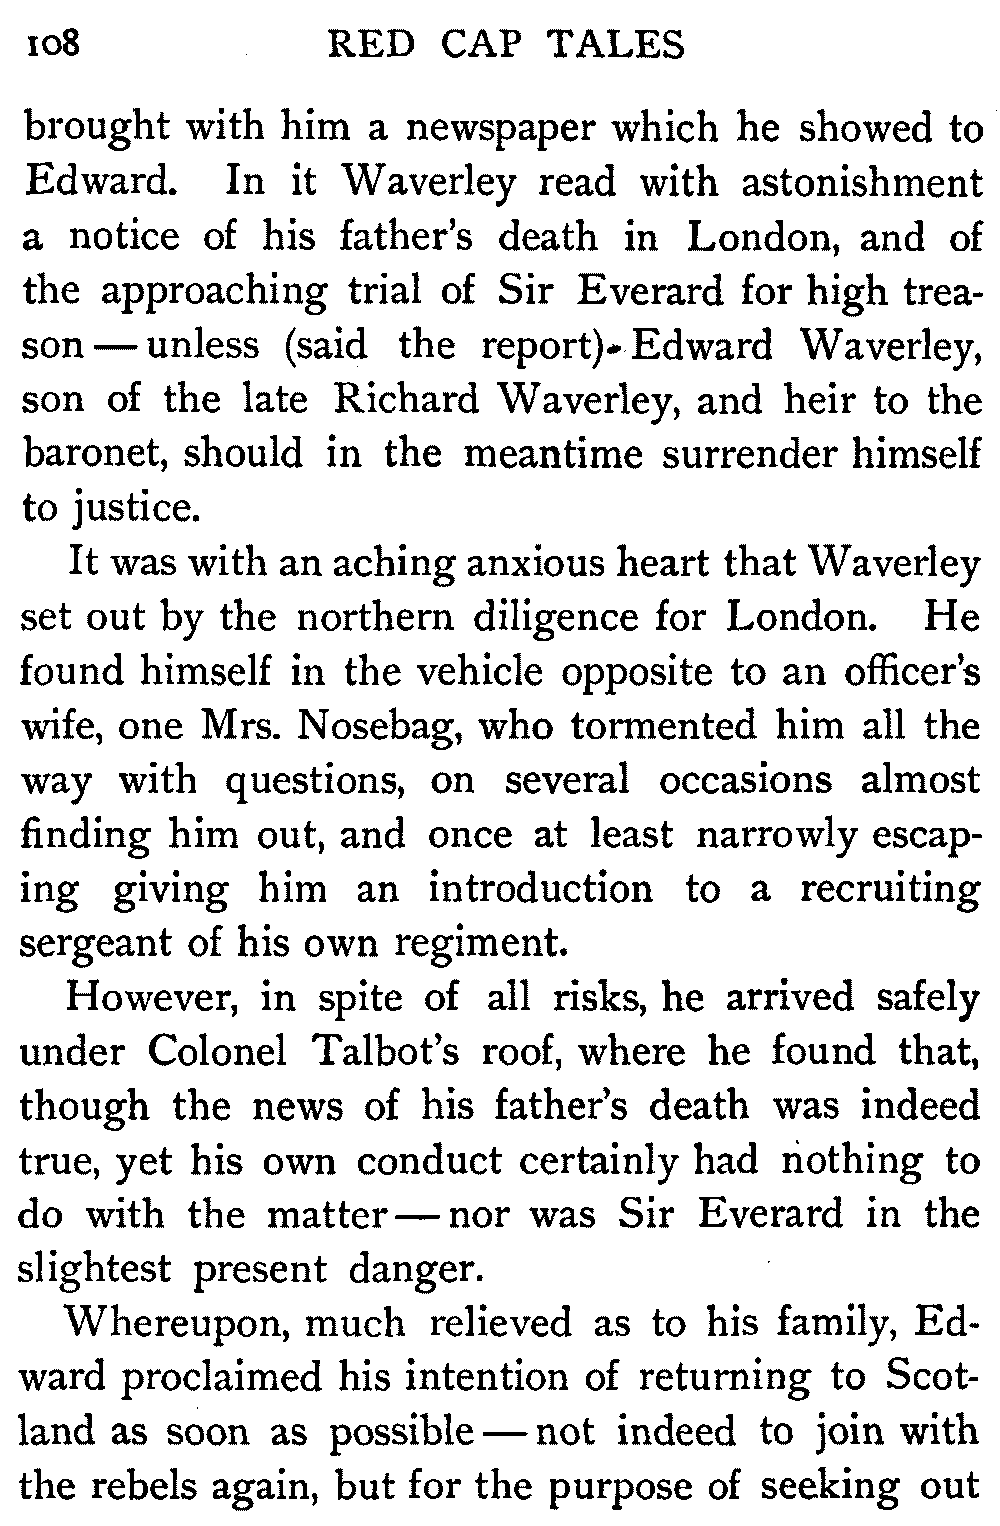 108 RED CAP TALES
brought with him a newspaper which he showed to
Edward. In it Waverley read with astonishment
a notice of his father's death in London, and of
the approaching trial of Sir Everard for high trea-
son — unless (said the report) Edward Waverley,
son of the late Richard Waverley, and heir to the
baronet, should in the meantime surrender himself
to justice.
It was with an aching anxious heart that Waverley
set out by the northern diligence for London. He
found himself in the vehicle opposite to an officer's
wife, one Mrs. Nosebag, who tormented him all the
way with questions, on several occasions almost
finding him out, and once at least narrowly escap-
ing giving him an introduction to a recruiting
sergeant of his own regiment.
However, in spite of all risks, he arrived safely
under Colonel Talbot's roof, where he found that,
though the news of his father's death was indeed
true, yet his own conduct certainly had nothing to
do with the matter — nor was Sir Everard in the
slightest present danger.
Whereupon, much relieved as to his family, Ed-
ward proclaimed his intention of returning to Scot-
land as soon as possible — not indeed to join with
the rebels again, but for the purpose of seeking out